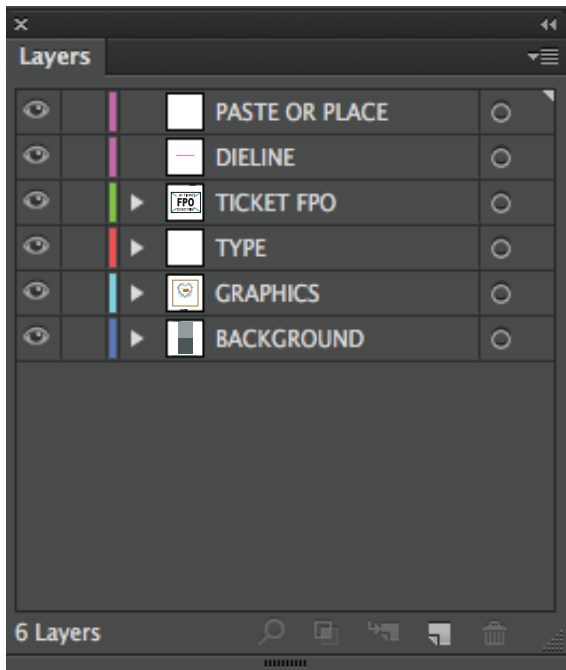 Layers
PASTE OR PLACE
DIELINE
TICKET FPO
FPO
TYPE
GRAPHICS
BACKGROUND
6 Layers